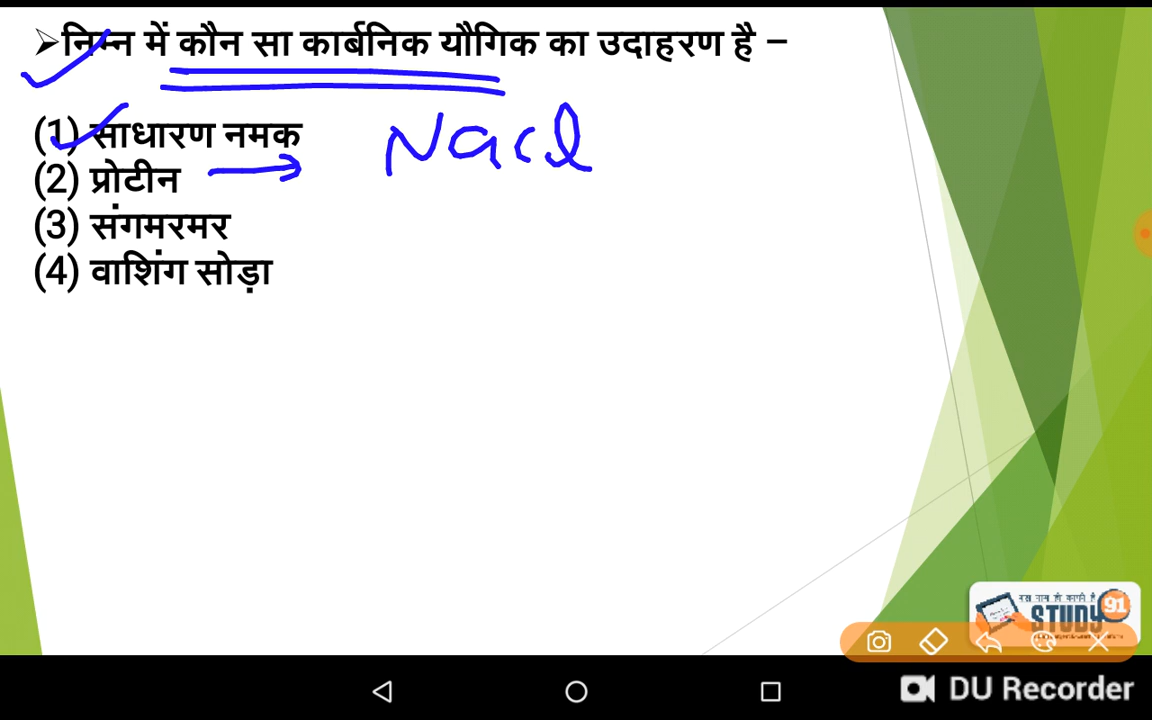 ➢निम्न में कौन सा कार्बनिक यौगिक का उदाहरण है –
(1) साधारण नमक NaCl
(2) प्रोटीन
(3) संगमरमर
(4) वाशिंग सोड़ा
91
STUDY
DU Recorder